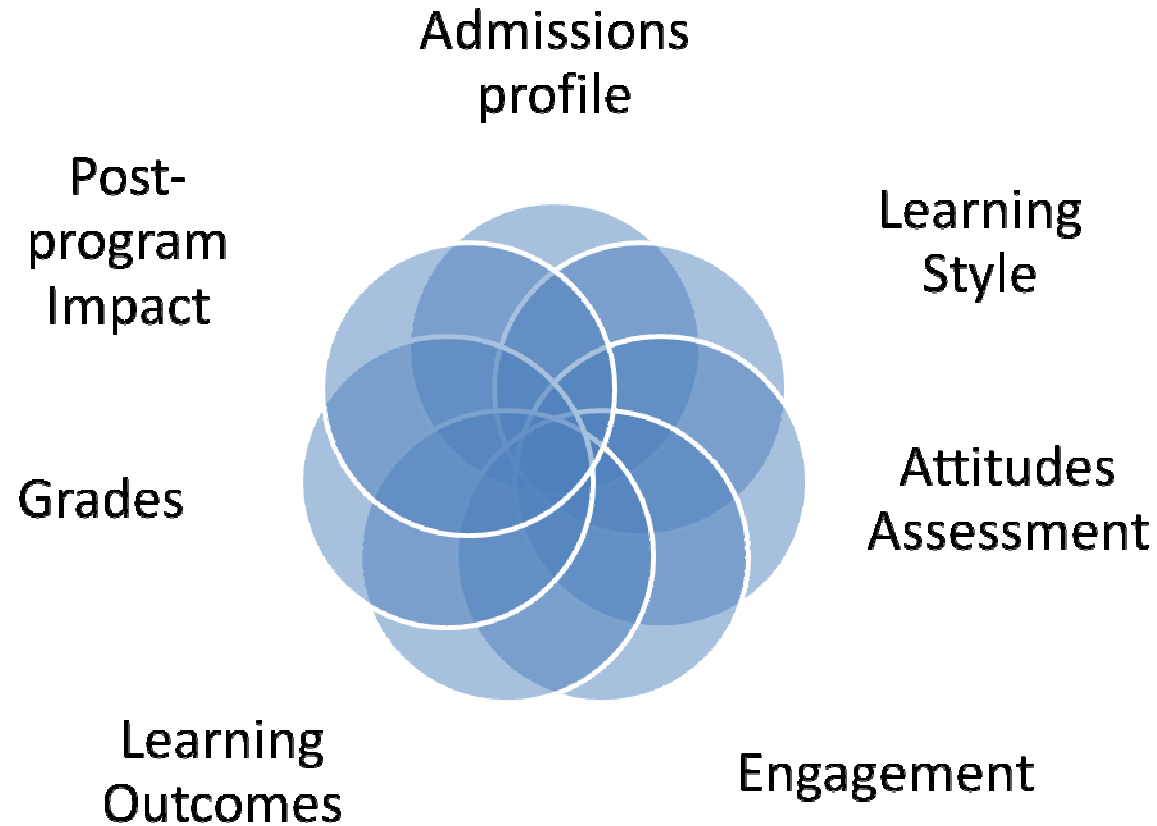 Admissions
profile
Learning
Style
Attitudes
Assessment
Engagement
Learning
Outcomes
Grades
Post-
program
Impact